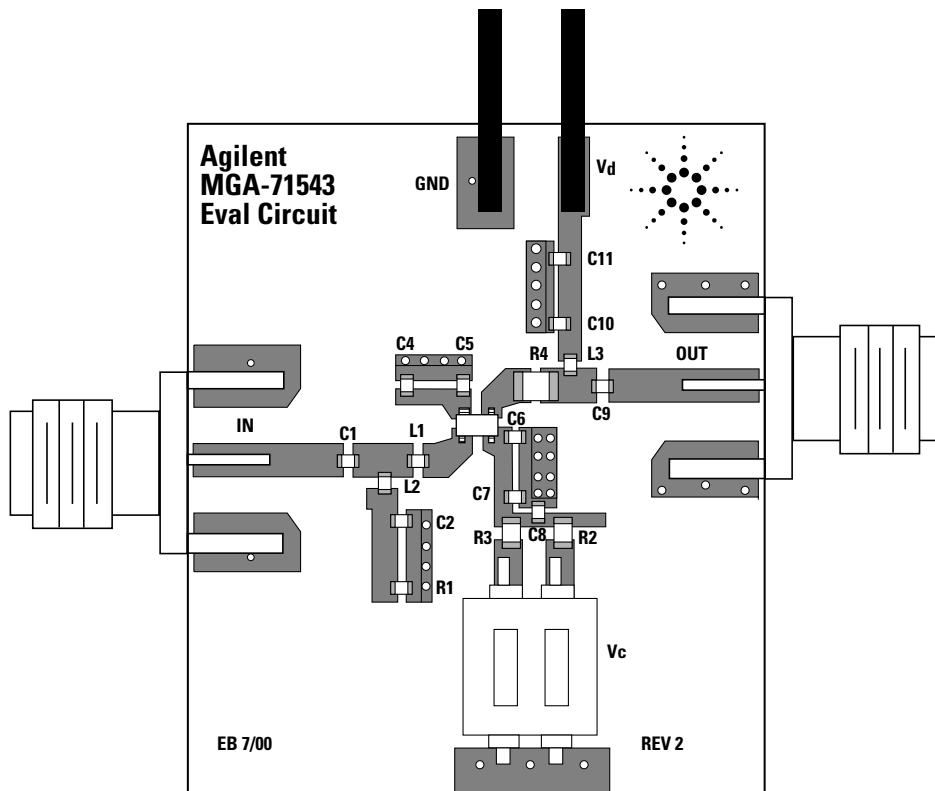 Agilent
MGA-71543
Eval Circuit
GND
Vd
C11
C10
C4
C5
R4
L3
OUT
C9
IN
C1
L1
C6
L2
C7
C2
R3
C8
R2
R1
Vc
EB 7/00
REV 2